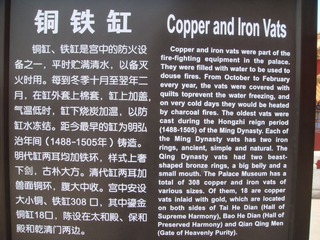 铜铁缸
铜缸、铁缸是宫中的防火设
备之一，平时贮满清水，以备灭
火时用。每到冬季十月至翌年二
月，在缸外套上棉套，缸上加盖，
气温低时，缸下烧炭加温，以防
缸水冻结。距今最早的缸为明弘
治年间（1488-1505年）铸造。
明代缸两耳均加铁环，样式上奢
下剑，古朴大方。清代缸两耳加
兽面铜环，腹大中收。宫中安设
大小铜、铁缸308口，其中鎏金
铜缸18口，陈设在太和殿、保和
殿和乾清门两边。
Copper and Iron Vats
Copper and iron vats were part of the
fire-fighting equipment in the palace.
They were filled with water to be used to
douse fires. From October to February
every year, the vats were covered with
quilts toprevent the water freezing, and
on very cold days they would be heated
by charcoal fires. The oldest vats were
cast during the Hongzhi reign period
(1488-1505) of the Ming Dynasty. Each of
the Ming Dynasty vats has two iron
rings, ancient, simple and natural. The
Qing Dynasty vats had two beast-
shaped bronze rings, a big belly and a
small mouth. The Palace Museum has a
total of 308 copper and iron vats of
various sizes. Of them, 18 are copper
vats inlaid with gold, which are located
on both sides of Tai He Dian (Hall of
Supreme Harmony), Bao He Dian (Hall of
Preserved Harmony) and Qian Qing Men
(Gate of Heavenly Purity).